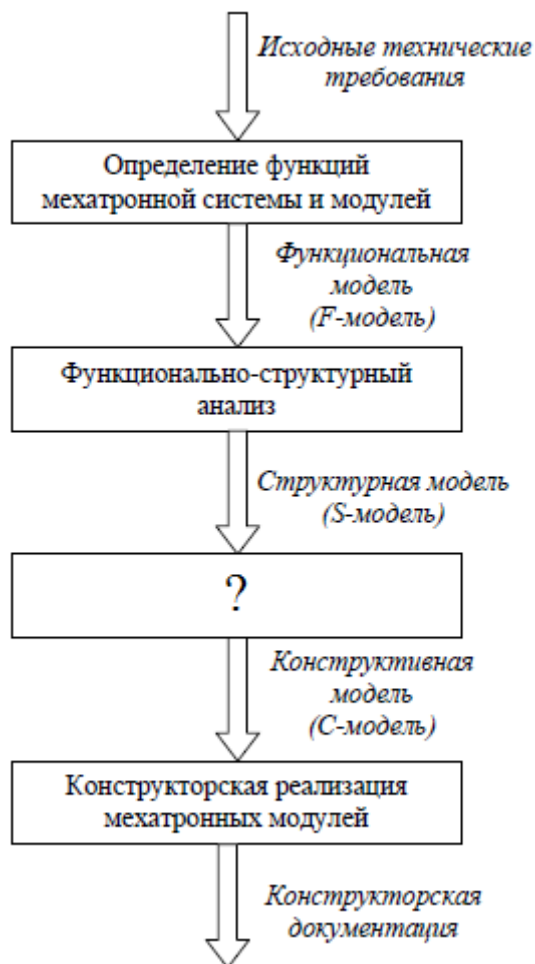 Исходные технические
требования
Определение функций
мехатронной системы и модулей
Функциональная
модель
(F-модель)
Функционально-структурный
анализ
Структурная модель
(S-модель)
?
Конструктивная
модель
(C-модель)
Конструкторская реализация
мехатронных модулей
Конструкторская
документация